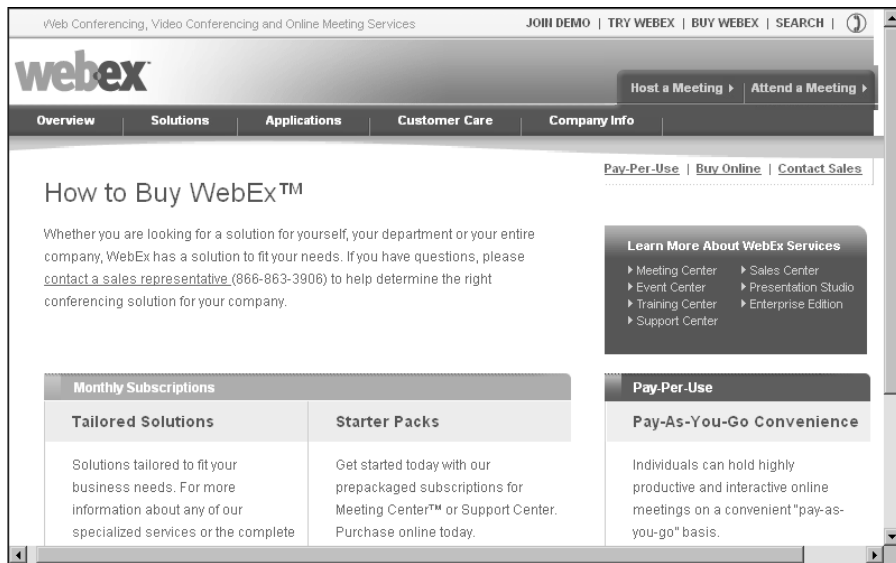 Web Conferencing, Video Conferencing and Online Meeting Services
JOIN DEMO | TRY WEBEX | BUY WEBEX | SEARCH |
webex
Host a Meeting
Attend a Meeting
Overview
Solutions
Applications
Customer Care
Company Info
Pay-Per-Use | Buy Online | Contact Sales
How to Buy WebEx™
Whether you are looking for a solution for yourself, your department or your entire
company, WebEx has a solution to fit your needs. If you have questions, please
contact a sales representative (866-863-3906) to help determine the right
conferencing solution for your company.
Learn More About WebEx Services
Meeting Center
Event Center
Training Center
Support Center
Sales Center
Presentation Studio
Enterprise Edition
Monthly Subscriptions
Tailored Solutions
Solutions tailored to fit your
business needs. For more
information about any of our
specialized services or the complete
Starter Packs
Get started today with our
prepackaged subscriptions for
Meeting Center™ or Support Center.
Purchase online today.
Pay-Per-Use
Pay-As-You-Go Convenience
Individuals can hold highly
productive and interactive online
meetings on a convenient "pay-as-
you-go" basis.